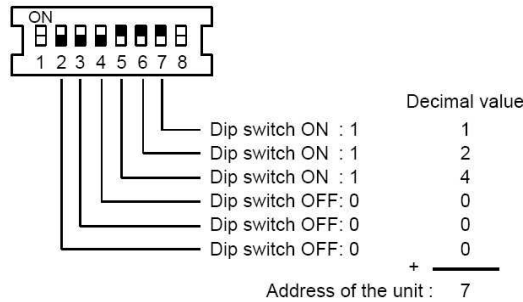 ON
1 2 3 4 5 6 7 8
Decimal value
Dip switch ON : 1 1
Dip switch ON : 1 2
Dip switch ON : 1 4
Dip switch OFF: 0 0
Dip switch OFF: 0 0
Dip switch OFF: 0 0
+
Address of the unit : 7